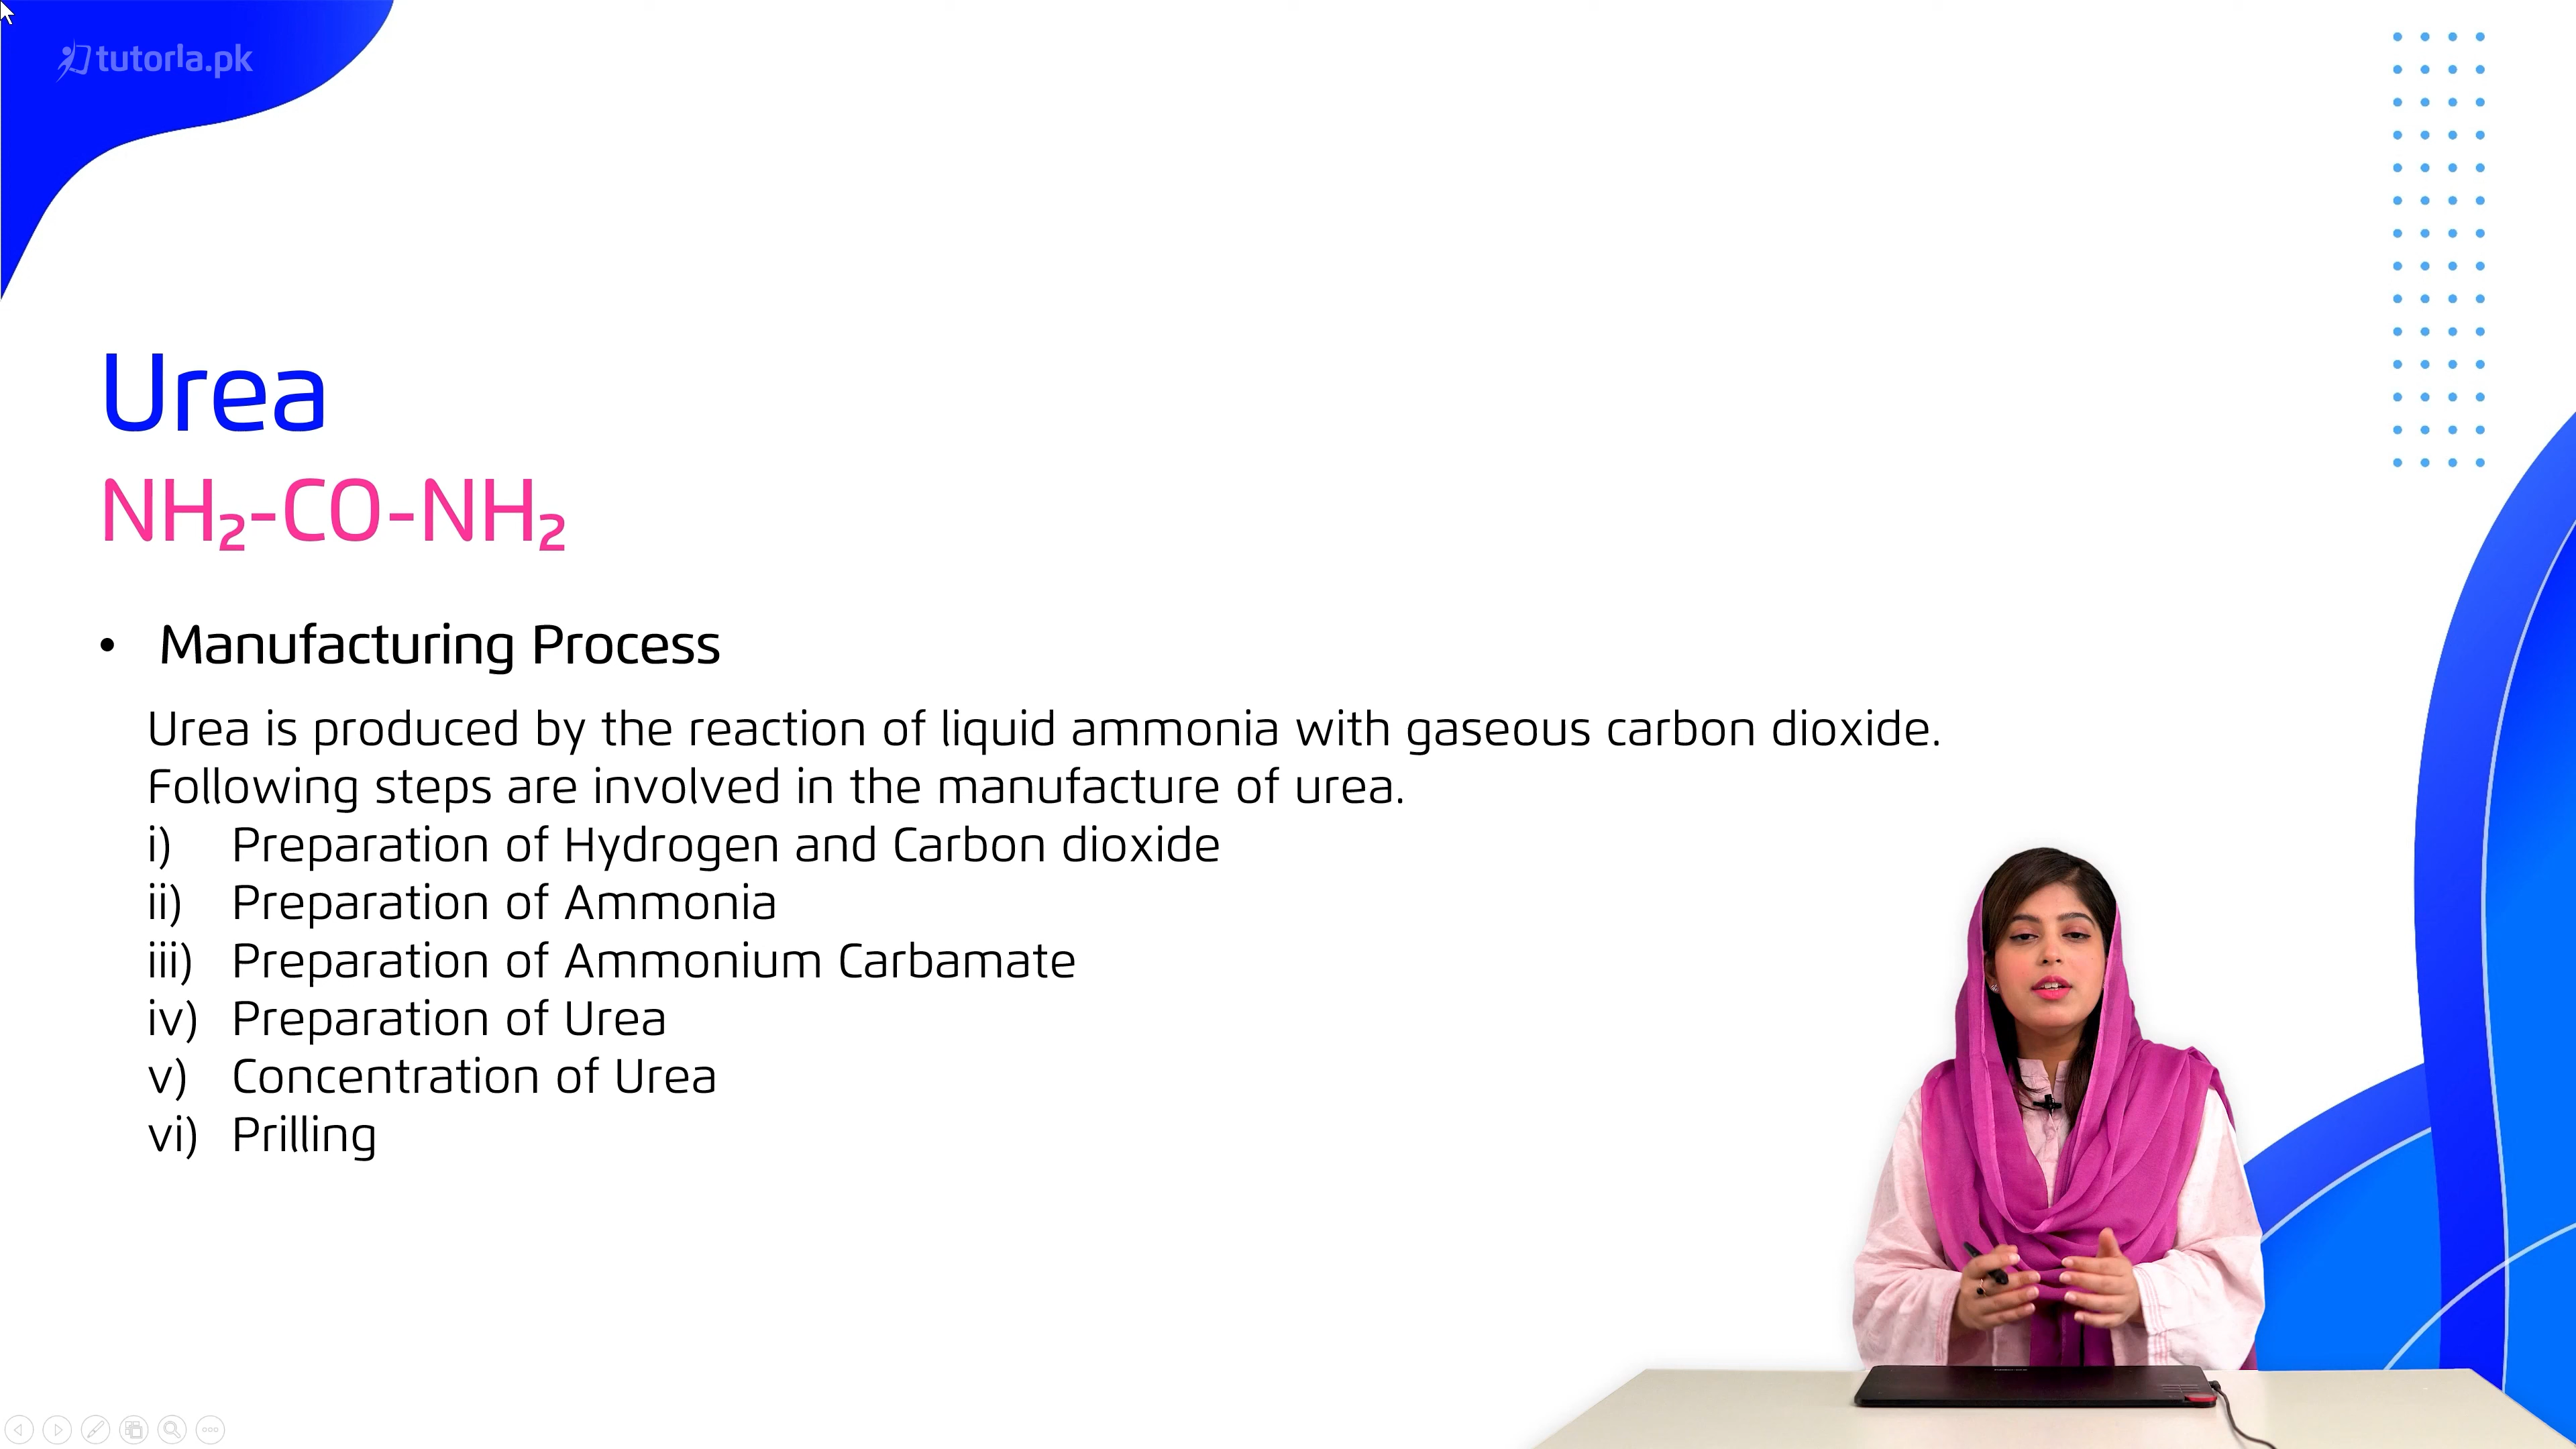 tutorla.pk
Urea
NH₂-CO-NH₂
• Manufacturing Process
Urea is produced by the reaction of liquid ammonia with gaseous carbon dioxide.
Following steps are involved in the manufacture of urea.
i) Preparation of Hydrogen and Carbon dioxide
ii) Preparation of Ammonia
iii) Preparation of Ammonium Carbamate
iv) Preparation of Urea
v) Concentration of Urea
vi) Prilling